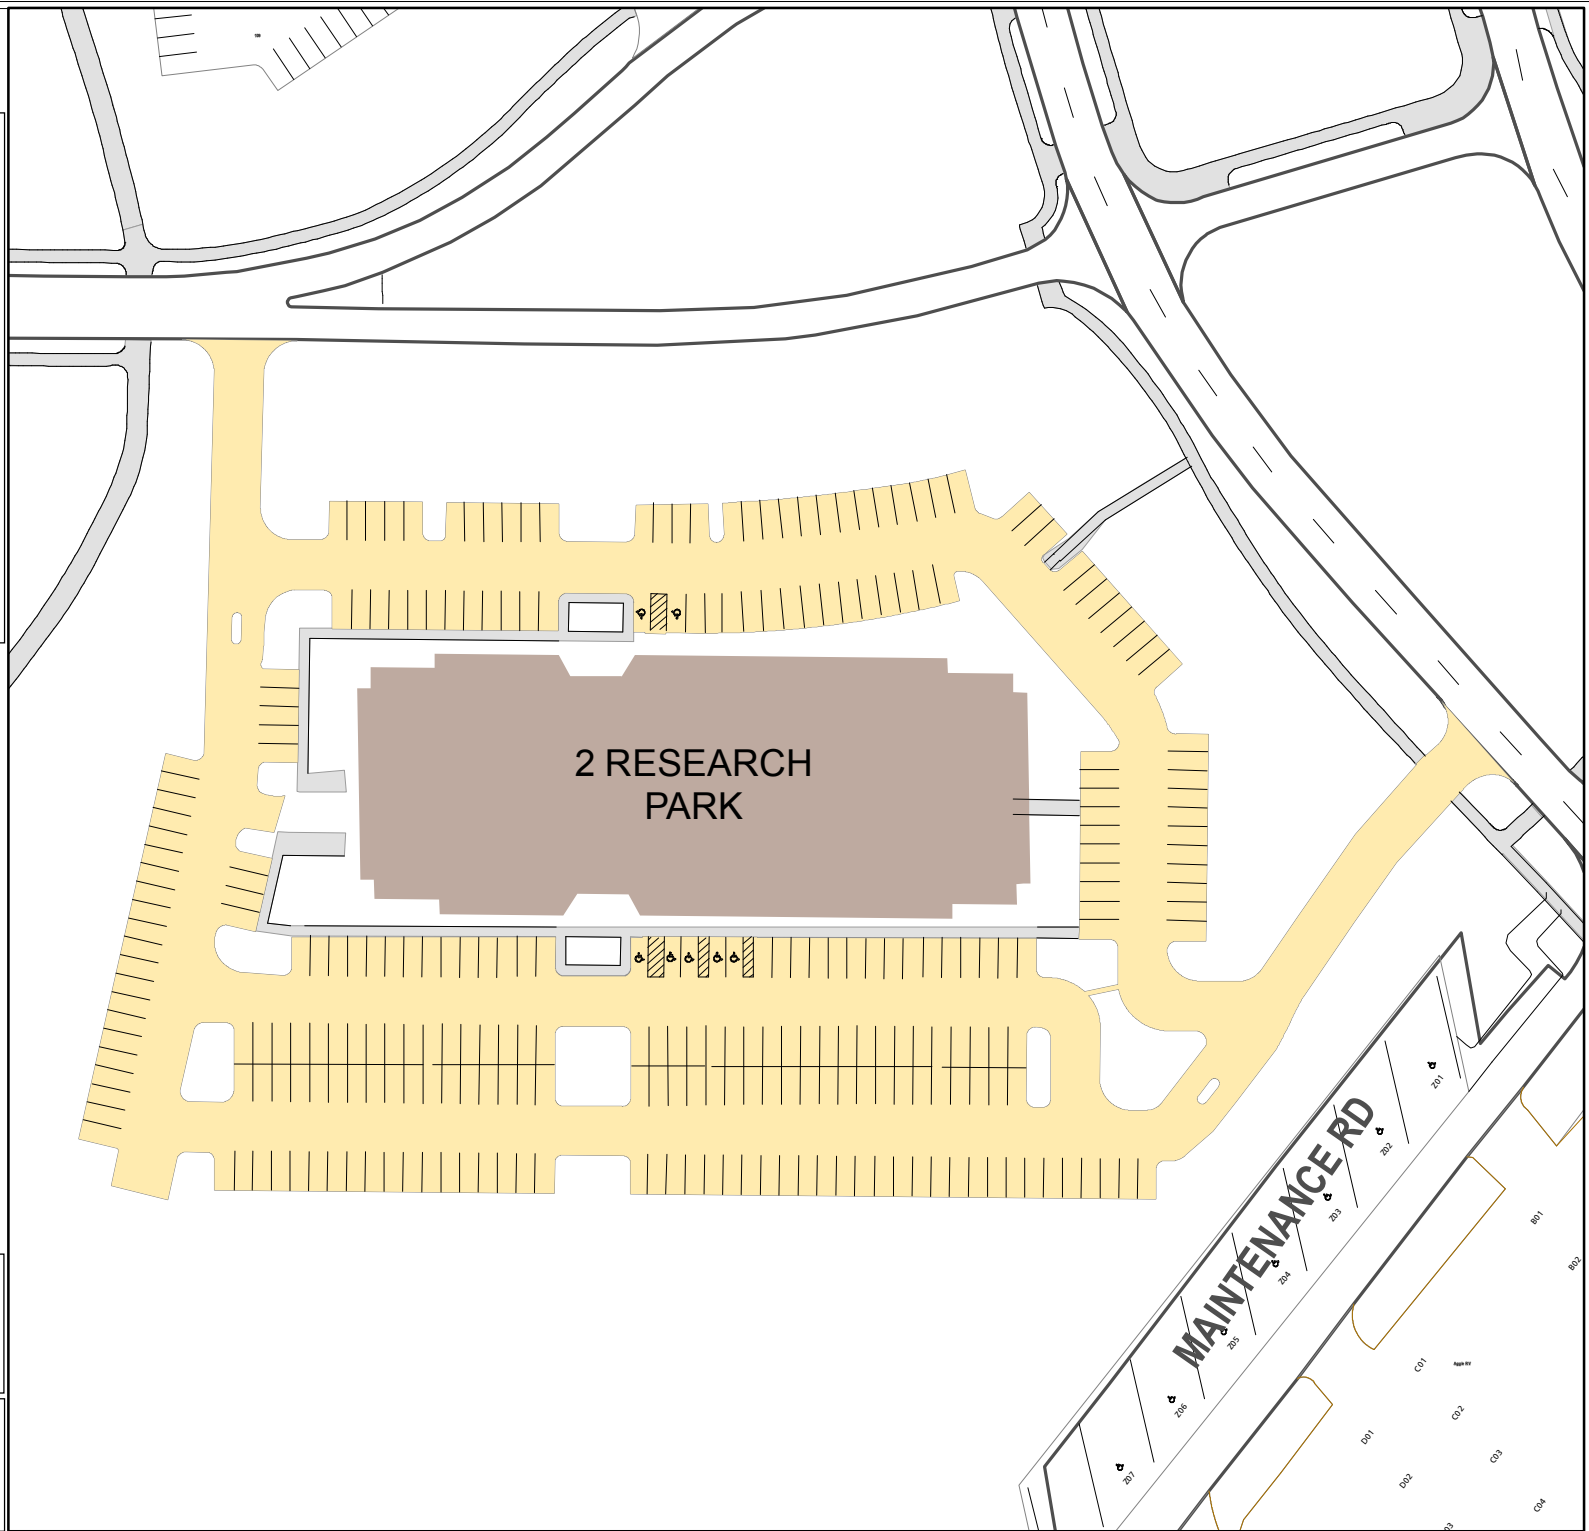 2 RESEARCH
PARK
MAINTENANCE RD
Z01
Z02
Z03
Z04
Z05
Z06
Z07
B01
B02
C01
C02
C03
C04
D01
D02